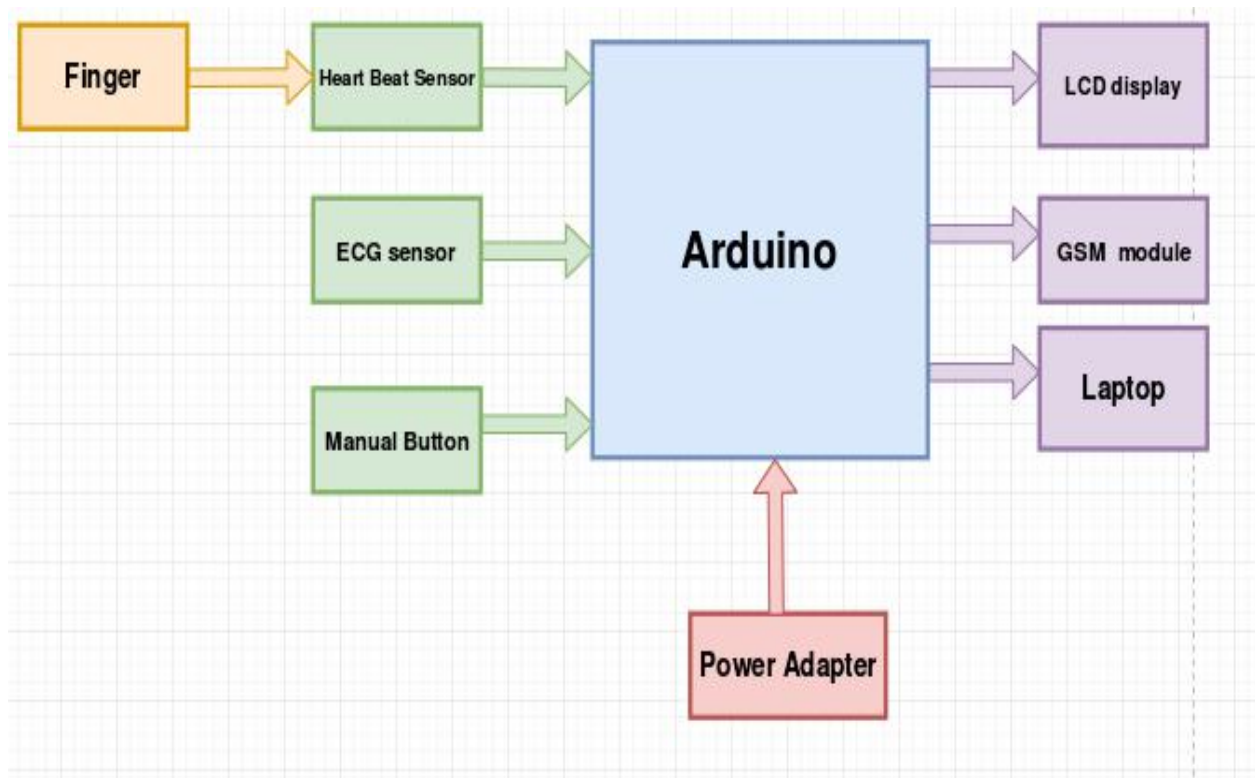 Finger
Heart Beat Sensor
Arduino
LCD display
ECG sensor
GSM module
Manual Button
Laptop
Power Adapter